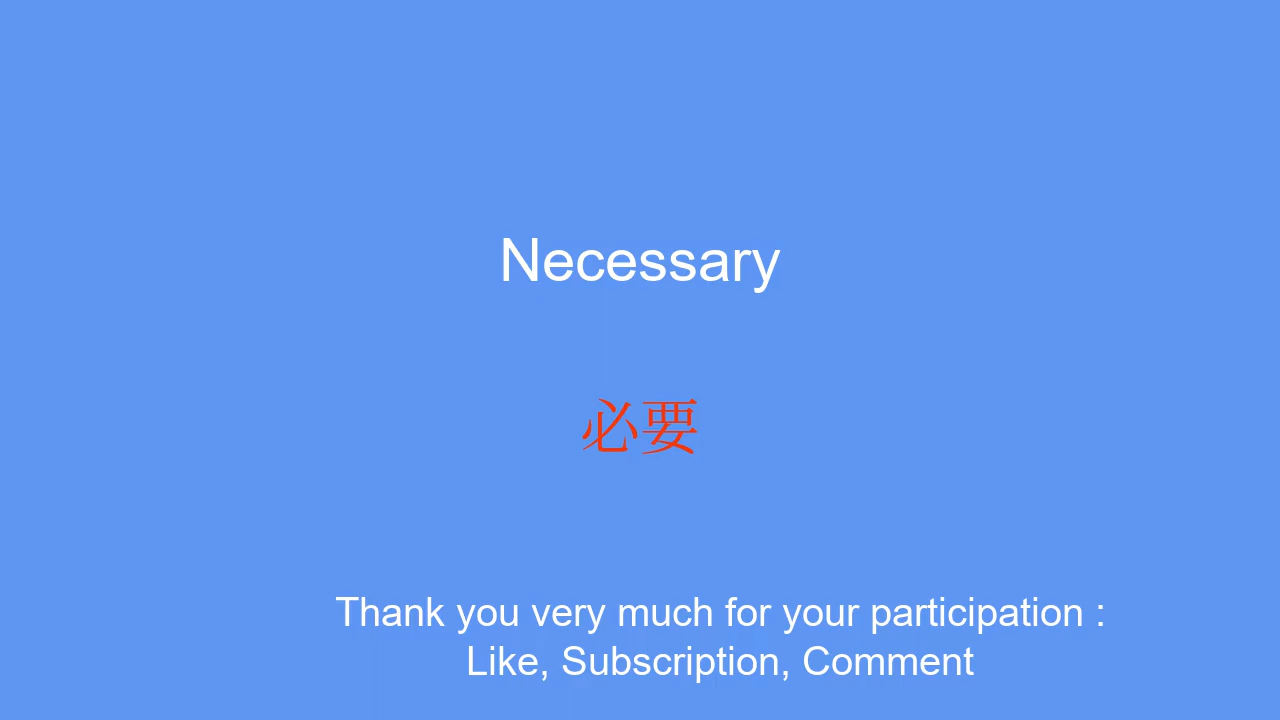 Necessary
必要
Thank you very much for your participation :
Like, Subscription, Comment